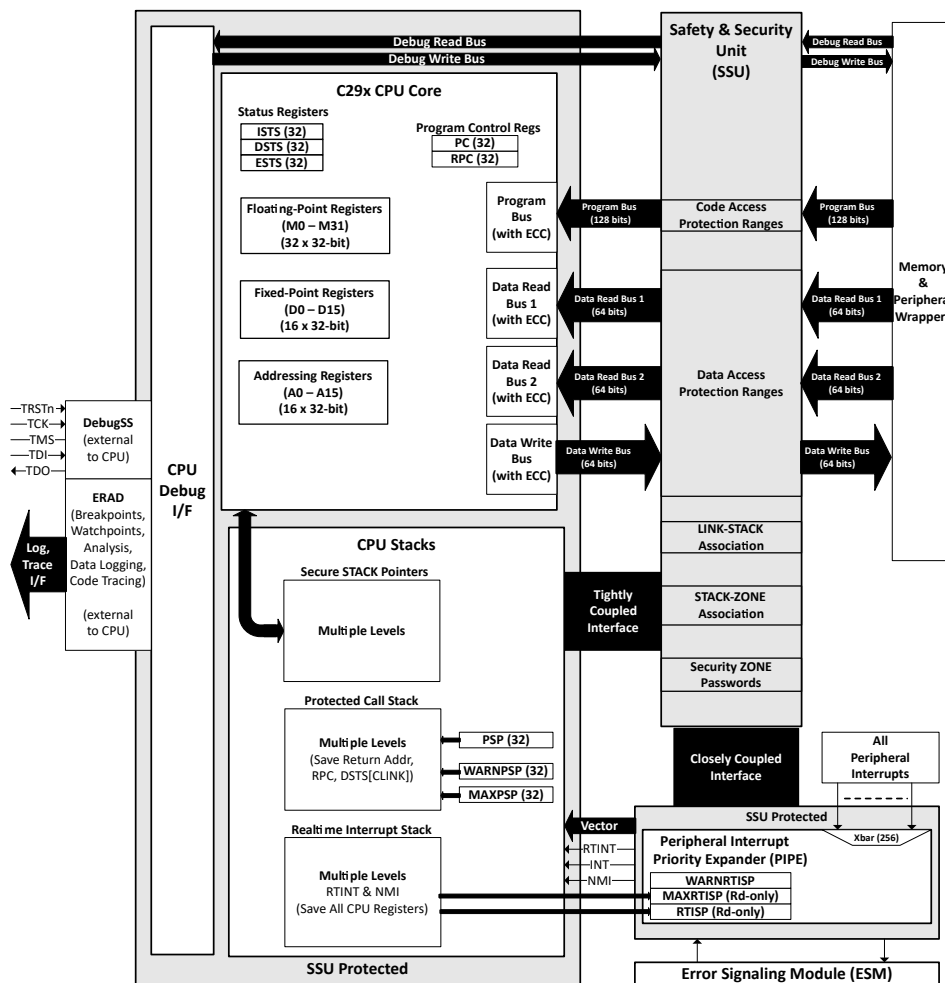 Debug Read Bus
Debug Write Bus
Safety & Security
Unit
(SSU)
Debug Read Bus
Debug Write Bus
C29x CPU Core
Status Registers
ISTS (32)
DSTS (32)
ESTS (32)
Program Control Regs
PC (32)
RPC (32)
Floating-Point Registers
(M0 – M31)
(32 x 32-bit)
Program
Bus
(with ECC)
Program Bus
(128 bits)
Code Access
Protection Ranges
Program Bus
(128 bits)
Fixed-Point Registers
(D0 – D15)
(16 x 32-bit)
Data Read
Bus 1
(with ECC)
Data Read Bus 1
(64 bits)
Data Read Bus 1
(64 bits)
Memory
&
Peripheral
Wrapper
Addressing Registers
(A0 – A15)
(16 x 32-bit)
Data Read
Bus 2
(with ECC)
Data Read Bus 2
(64 bits)
Data Access
Protection Ranges
Data Read Bus 2
(64 bits)
Data Write
Bus
(with ECC)
Data Write Bus
(64 bits)
Data Write Bus
(64 bits)
TRSTn
TCK
TMS
TDI
TDO
DebugSS
(external
to CPU)
CPU
Debug
I/F
ERAD
(Breakpoints,
Watchpoints,
Analysis,
Data Logging,
Code Tracing)
(external
to CPU)
Log,
Trace
I/F
CPU Stacks
Secure STACK Pointers
Multiple Levels
Tightly
Coupled
Interface
LINK-STACK
Association
STACK-ZONE
Association
Security ZONE
Passwords
Protected Call Stack
Multiple Levels
(Save Return Addr,
RPC, DSTS[CLINK])
PSP (32)
WARNPSP (32)
MAXPSP (32)
Closely Coupled
Interface
All
Peripheral
Interrupts
Realtime Interrupt Stack
Multiple Levels
RTINT & NMI
(Save All CPU Registers)
Vector
RTINT
INT
NMI
SSU Protected
Xbar (256)
Peripheral Interrupt
Priority Expander (PIPE)
WARNRTISP
MAXRTISP (Rd-only)
RTISP (Rd-only)
SSU Protected
Error Signaling Module (ESM)